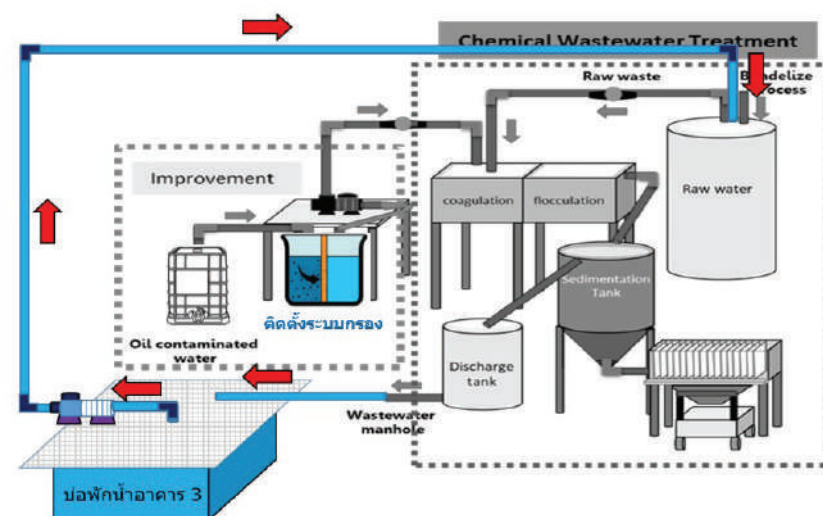 Chemical Wastewater Treatment
Raw waste
Improvement
coagulation
flocculation
Raw water
Sedimentation
Tank
ติดตั้งระบบกรอง
Oil contaminated
water
Discharge
tank
Wastewater
manhole
บ่อพักน้ำอาคาร 3